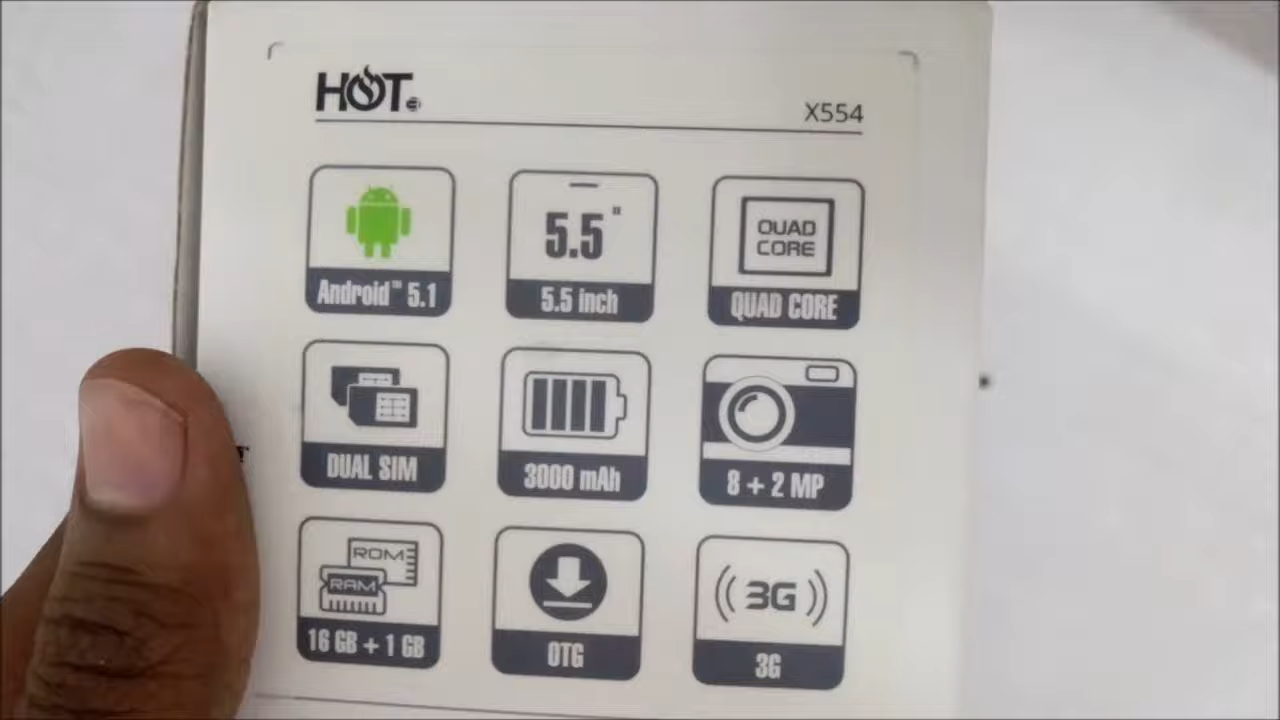 HOT
X554
Android™ 5.1
5.5"
5.5 inch
QUAD
CORE
QUAD CORE
DUAL SIM
3000 mAh
8 + 2 MP
ROM
RAM
16 GB + 1 GB
OTG
3G
3G